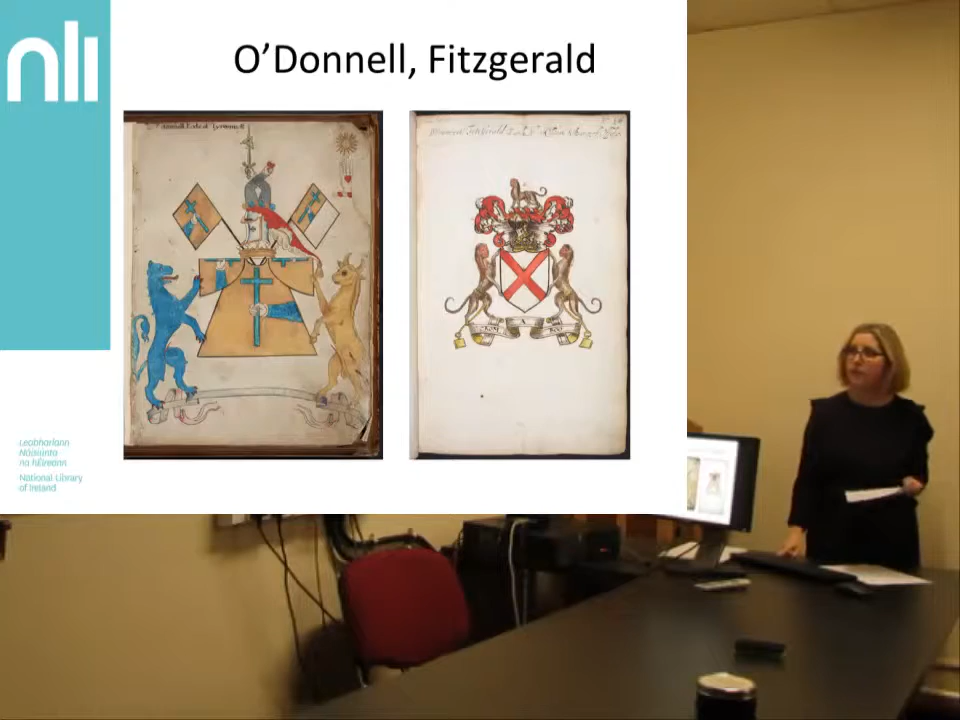 nli
O’Donnell, Fitzgerald
Leabharlann
Náisiúnta
na hÉireann
National Library
of Ireland